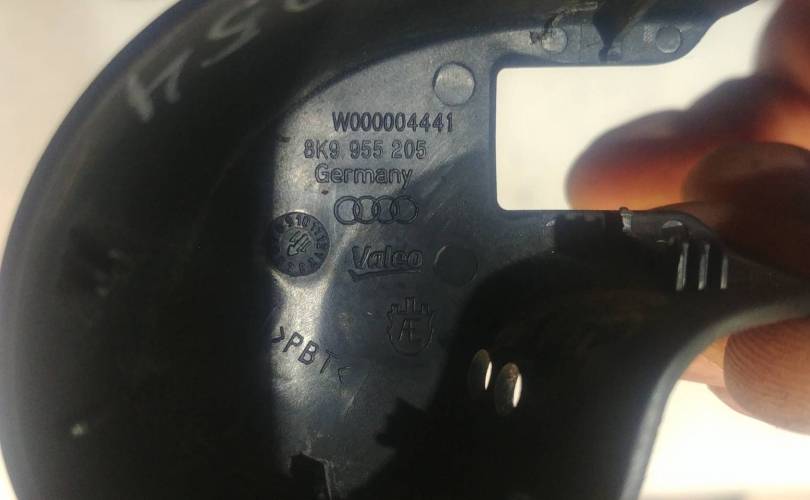 W000004441
8K9 955 205
Germany
Valeo
Æ
>PBT<